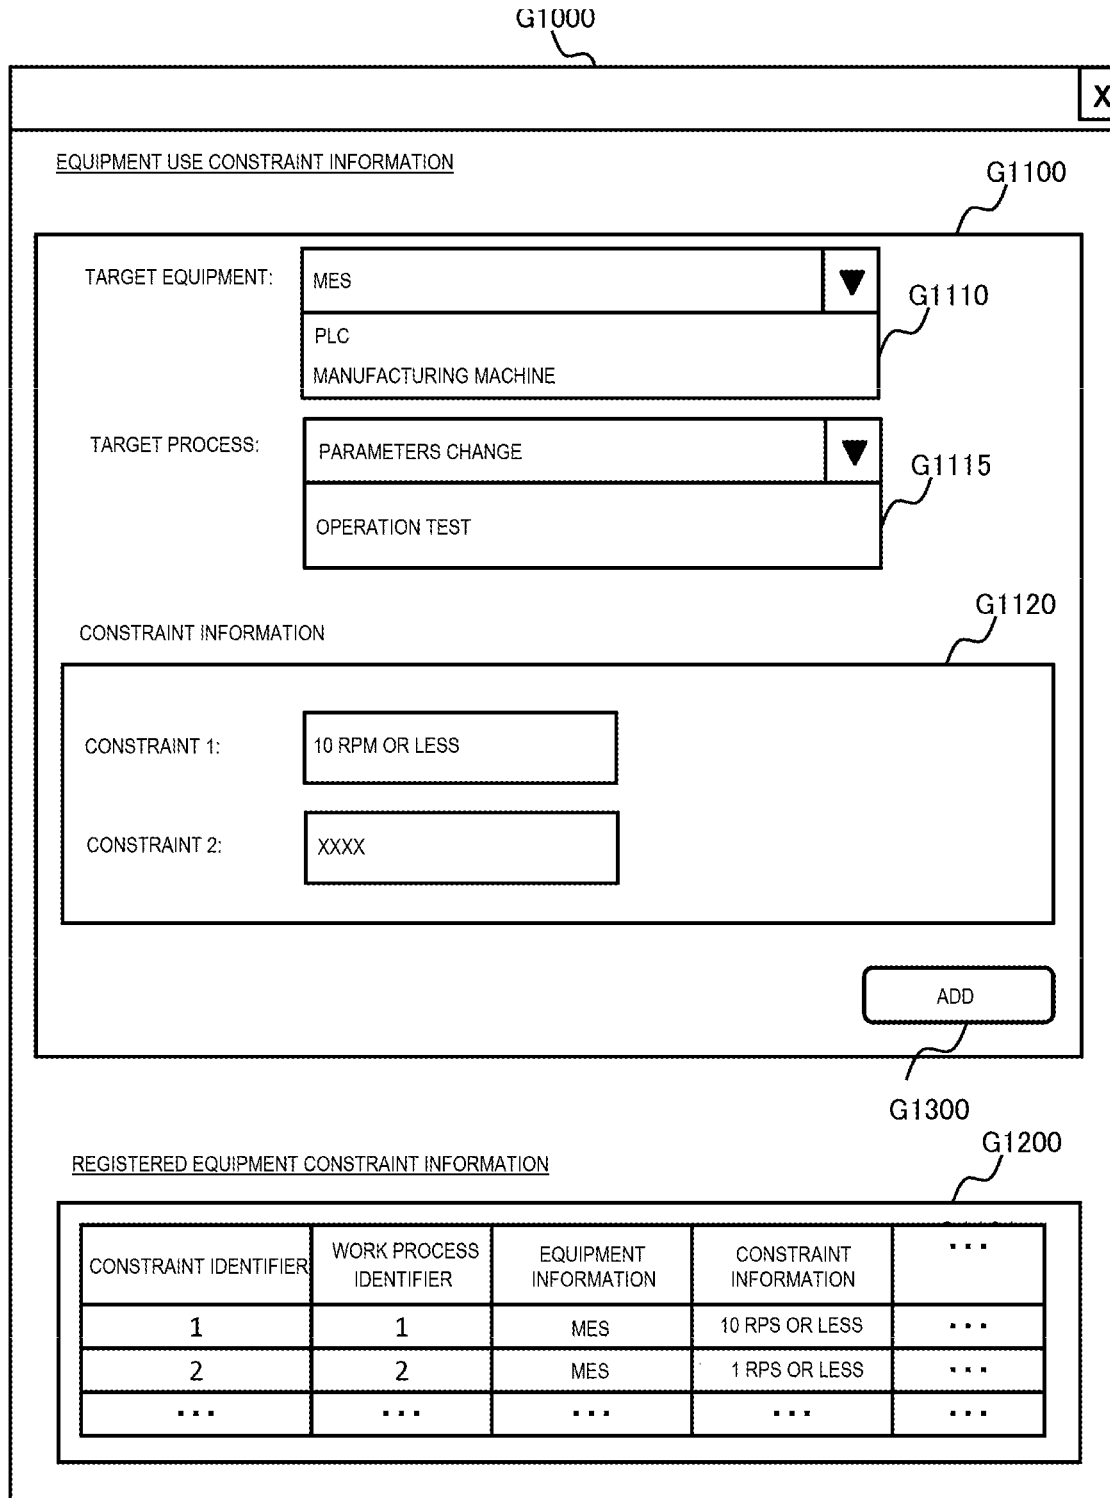 G1000
X
EQUIPMENT USE CONSTRAINT INFORMATION
G1100
TARGET EQUIPMENT:
MES
G1110
PLC
MANUFACTURING MACHINE
TARGET PROCESS:
PARAMETERS CHANGE
G1115
OPERATION TEST
G1120
CONSTRAINT INFORMATION
CONSTRAINT 1:
10 RPM OR LESS
CONSTRAINT 2:
XXXX
ADD
G1300
G1200
REGISTERED EQUIPMENT CONSTRAINT INFORMATION
CONSTRAINT IDENTIFIER
WORK PROCESS
IDENTIFIER
EQUIPMENT
INFORMATION
CONSTRAINT
INFORMATION
...
1
1
MES
10 RPS OR LESS
...
2
2
MES
1 RPS OR LESS
...
...
...
...
...
...